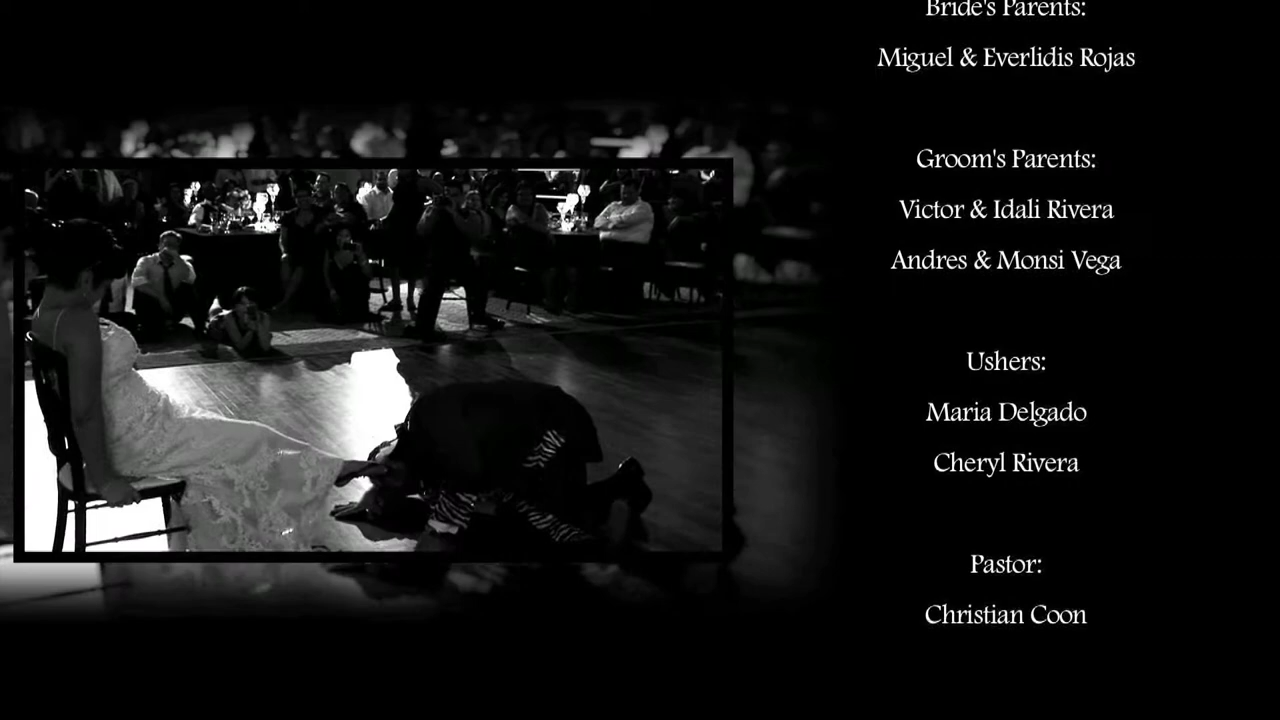 Bride's Parents:
Miguel & Everlidis Rojas
Groom's Parents:
Victor & Idali Rivera
Andres & Monsi Vega
Ushers:
Maria Delgado
Cheryl Rivera
Pastor:
Christian Coon